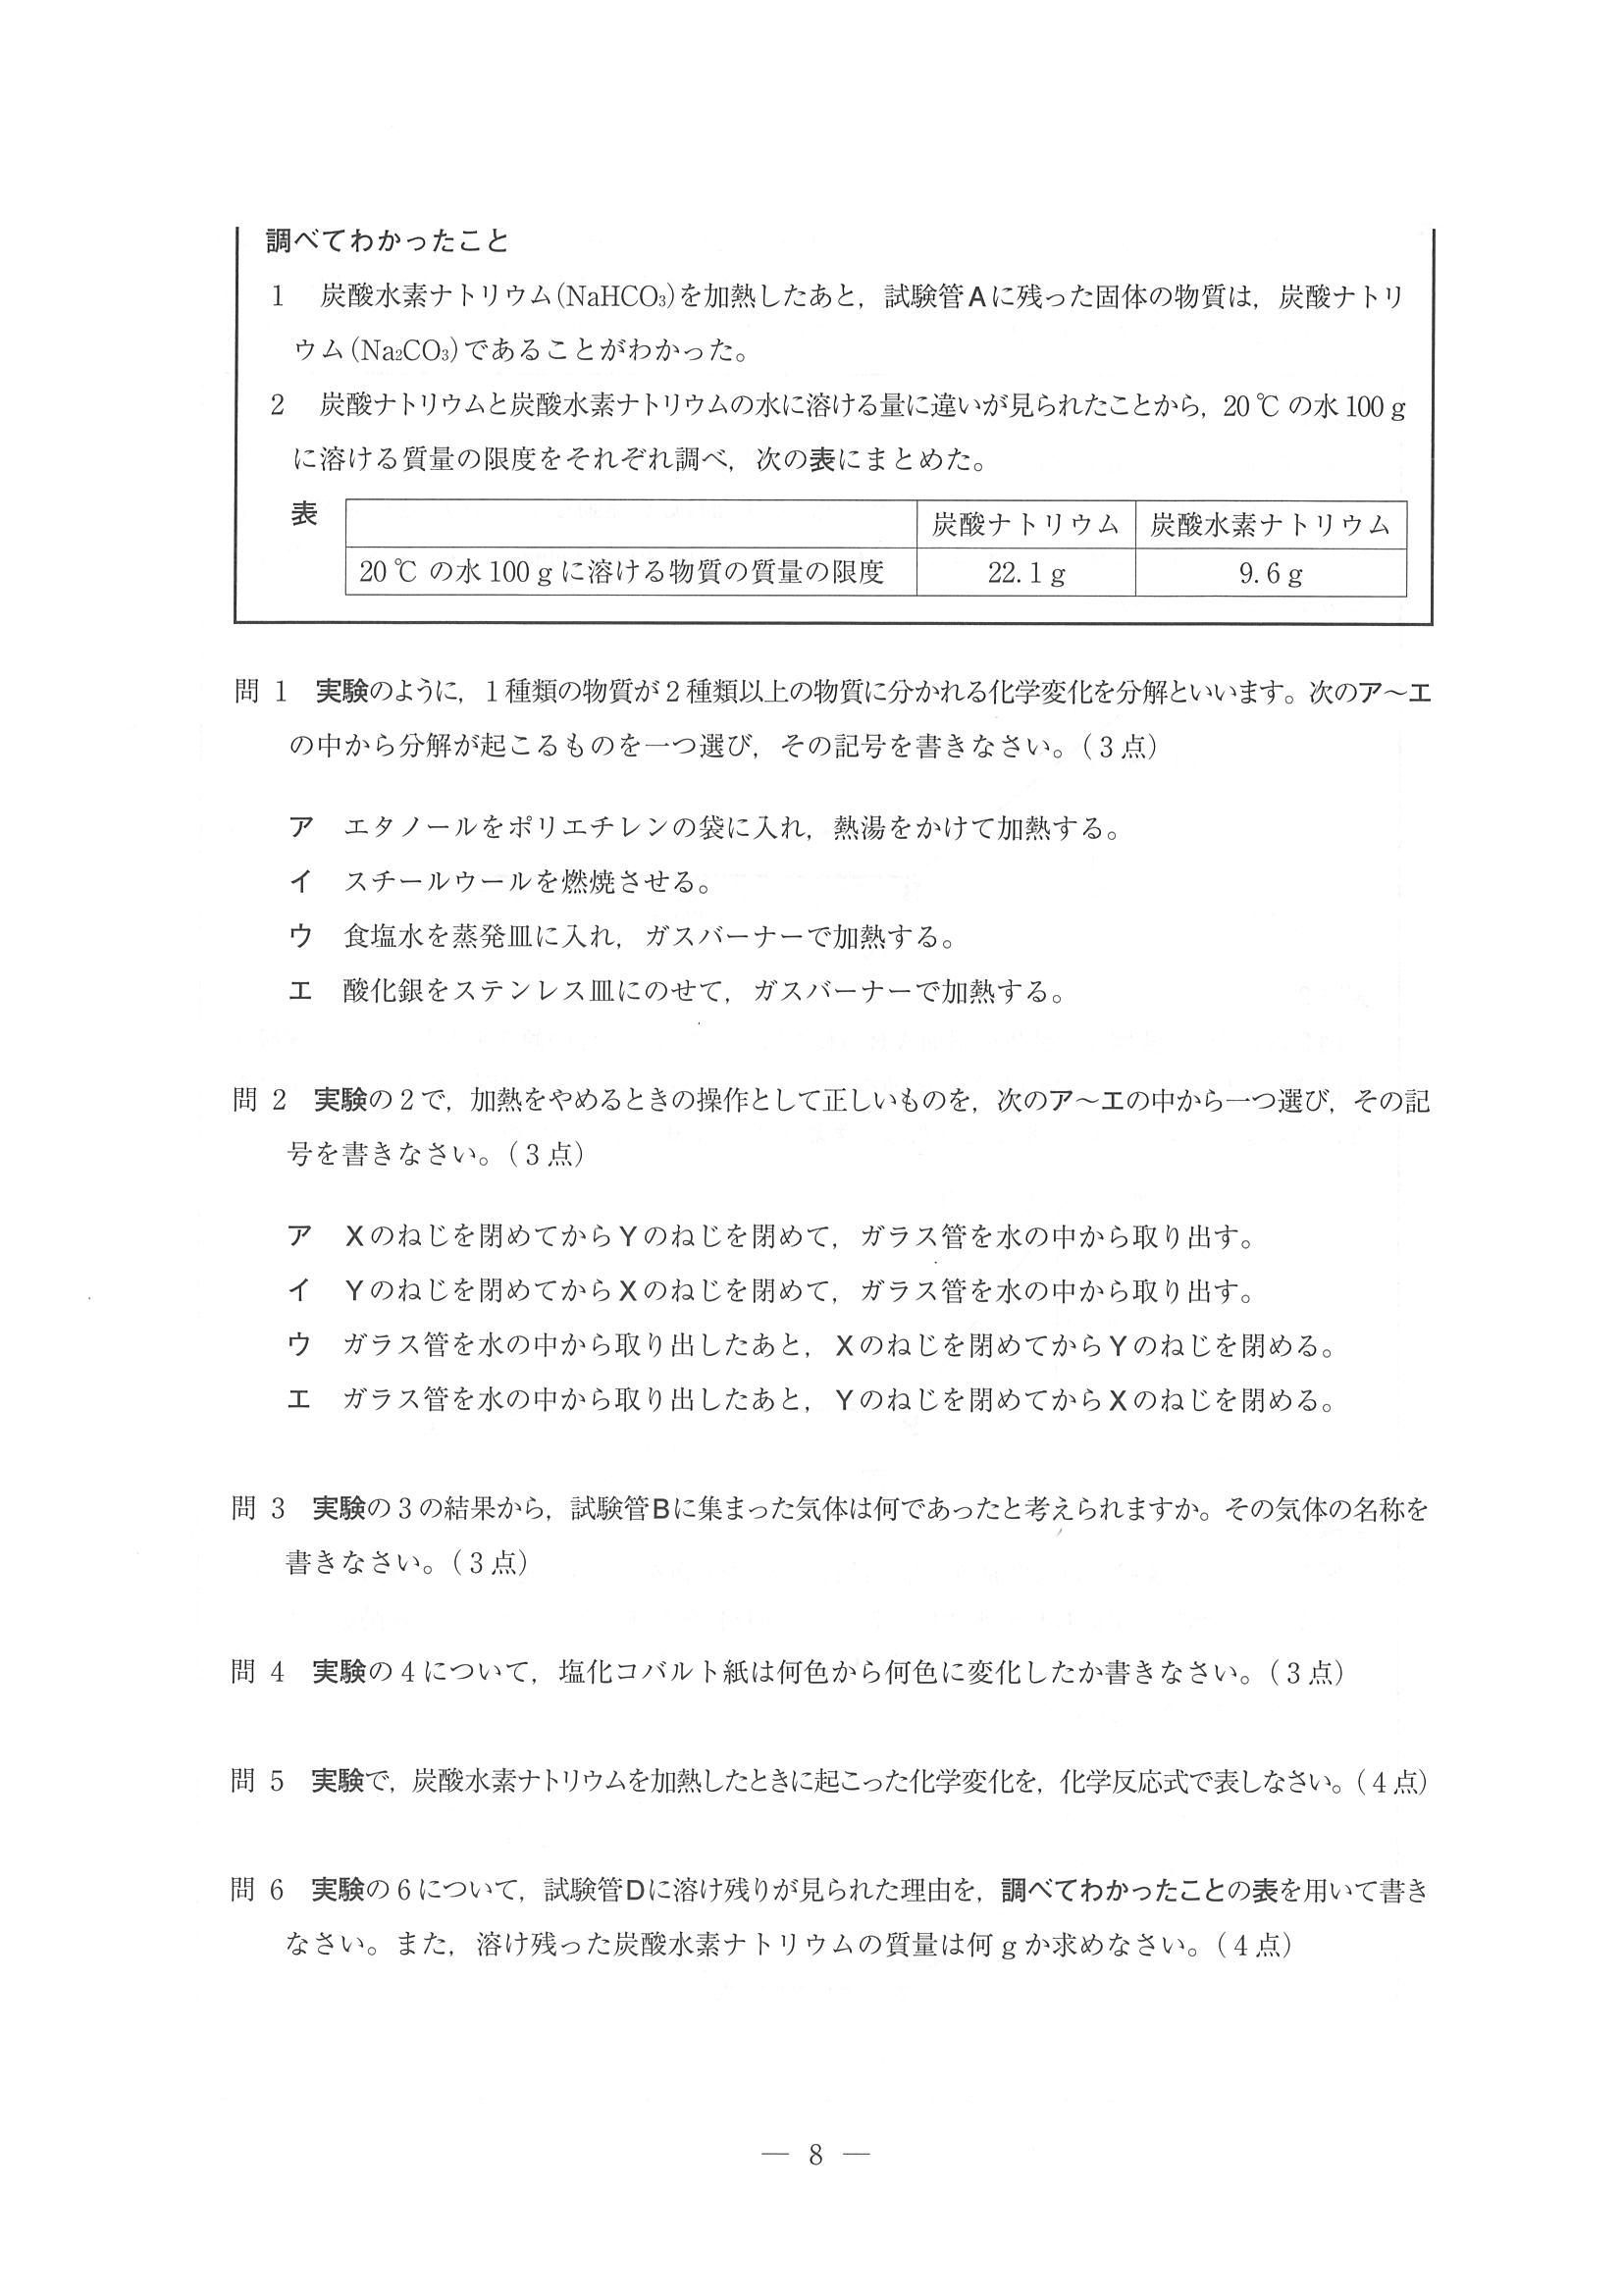 調べてわかったこと
1 炭酸水素ナトリウム(NaHCO₃)を加熱したあと，試験管Aに残った固体の物質は，炭酸ナトリ
ウム(Na₂CO₃)であることがわかった。
2 炭酸ナトリウムと炭酸水素ナトリウムの水に溶ける量に違いが見られたことから，20℃の水100g
に溶ける質量の限度をそれぞれ調べ，次の表にまとめた。
表
炭酸ナトリウム 炭酸水素ナトリウム
20℃の水100gに溶ける物質の質量の限度 22.1g 9.6g
問1 実験のように，1種類の物質が2種類以上の物質に分かれる化学変化を分解といいます。次のア～エ
の中から分解が起こるものを一つ選び，その記号を書きなさい。（3点）
ア エタノールをポリエチレンの袋に入れ，熱湯をかけて加熱する。
イ スチールウールを燃焼させる。
ウ 食塩水を蒸発皿に入れ，ガスバーナーで加熱する。
エ 酸化銀をステンレス皿にのせて，ガスバーナーで加熱する。
問2 実験の2で，加熱をやめるときの操作として正しいものを，次のア～エの中から一つ選び，その記
号を書きなさい。（3点）
ア Xのねじを閉めてからYのねじを閉めて，ガラス管を水の中から取り出す。
イ Yのねじを閉めてからXのねじを閉めて，ガラス管を水の中から取り出す。
ウ ガラス管を水の中から取り出したあと，Xのねじを閉めてからYのねじを閉める。
エ ガラス管を水の中から取り出したあと，Yのねじを閉めてからXのねじを閉める。
問3 実験の3の結果から，試験管Bに集まった気体は何であったと考えられますか。その気体の名称を
書きなさい。（3点）
問4 実験の4について，塩化コバルト紙は何色から何色に変化したか書きなさい。（3点）
問5 実験で，炭酸水素ナトリウムを加熱したときに起こった化学変化を，化学反応式で表しなさい。（4点）
問6 実験の6について，試験管Dに溶け残りが見られた理由を，調べてわかったことの表を用いて書き
なさい。また，溶け残った炭酸水素ナトリウムの質量は何gか求めなさい。（4点）
— 8 —